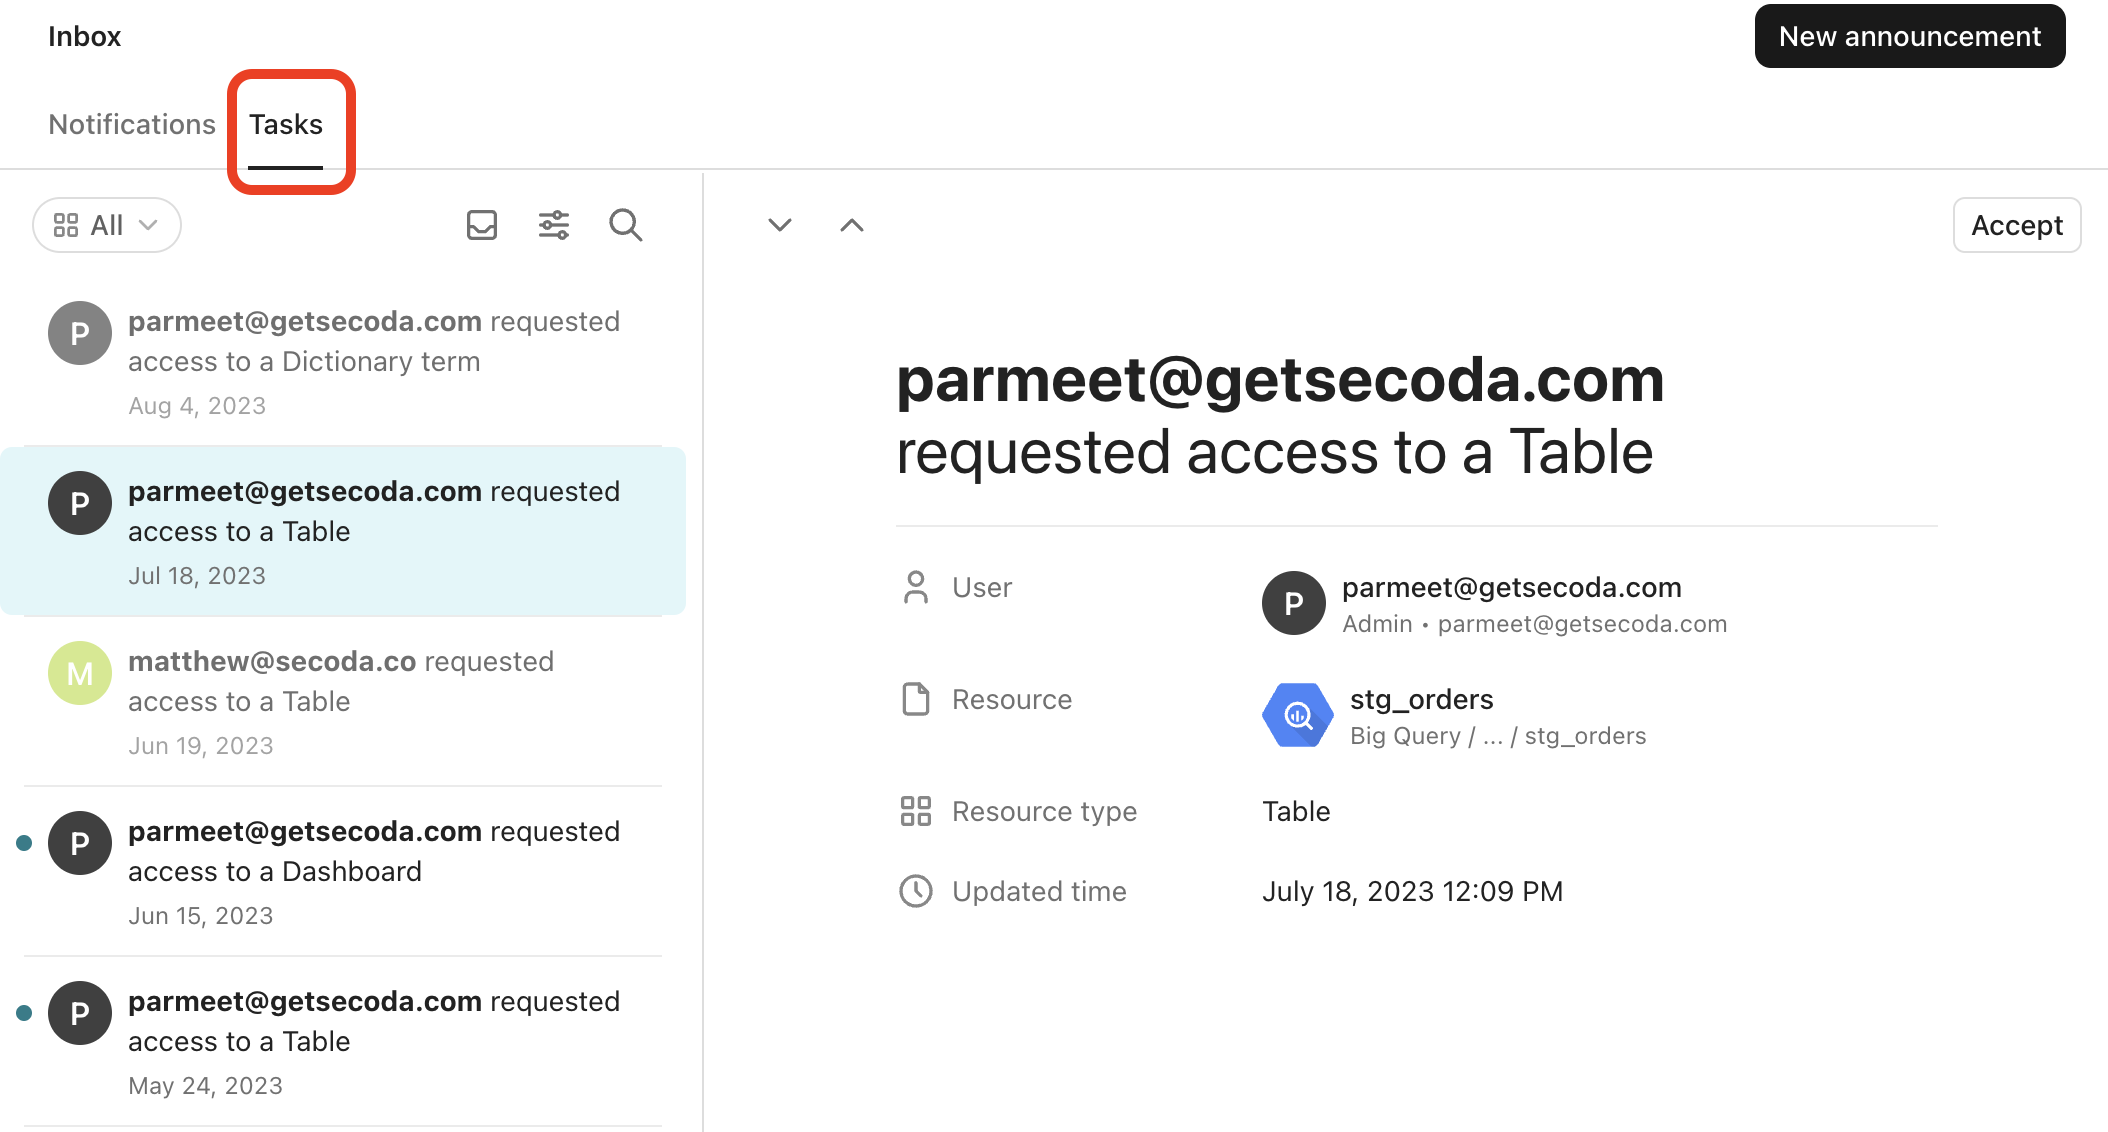 Inbox
New announcement
Notifications
Tasks
All
P
parmeet@getsecoda.com requested
access to a Dictionary term
Aug 4, 2023
P
parmeet@getsecoda.com requested
access to a Table
Jul 18, 2023
M
matthew@secoda.co requested
access to a Table
Jun 19, 2023
P
parmeet@getsecoda.com requested
access to a Dashboard
Jun 15, 2023
P
parmeet@getsecoda.com requested
access to a Table
May 24, 2023
Accept
parmeet@getsecoda.com
requested access to a Table
User
P
parmeet@getsecoda.com
Admin • parmeet@getsecoda.com
Resource
stg_orders
Big Query / ... / stg_orders
Resource type
Table
Updated time
July 18, 2023 12:09 PM